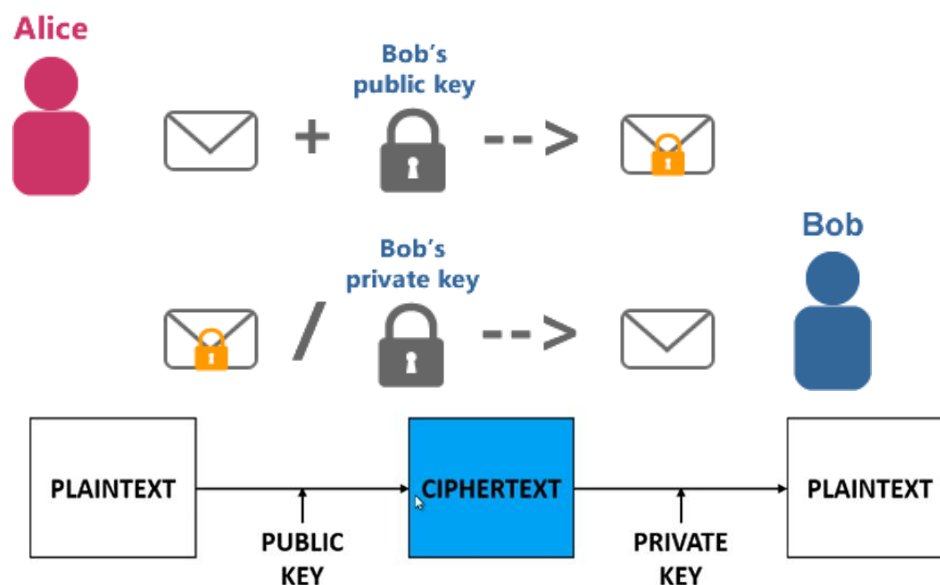 Alice
Bob's
public key
+
-->
Bob
Bob's
private key
/
-->
PLAINTEXT
CIPHERTEXT
PLAINTEXT
PUBLIC
KEY
PRIVATE
KEY